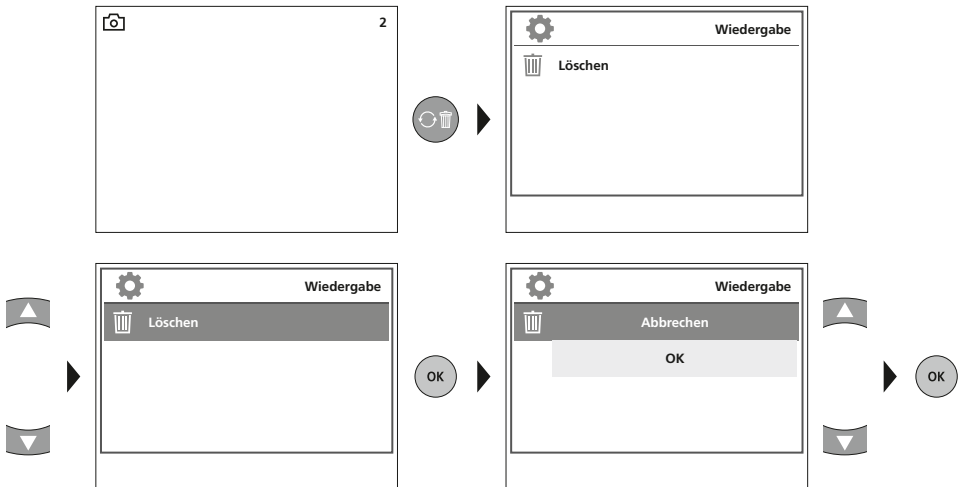 2
Wiedergabe
Löschen
Wiedergabe
Löschen
OK
Wiedergabe
Abbrechen
OK
OK